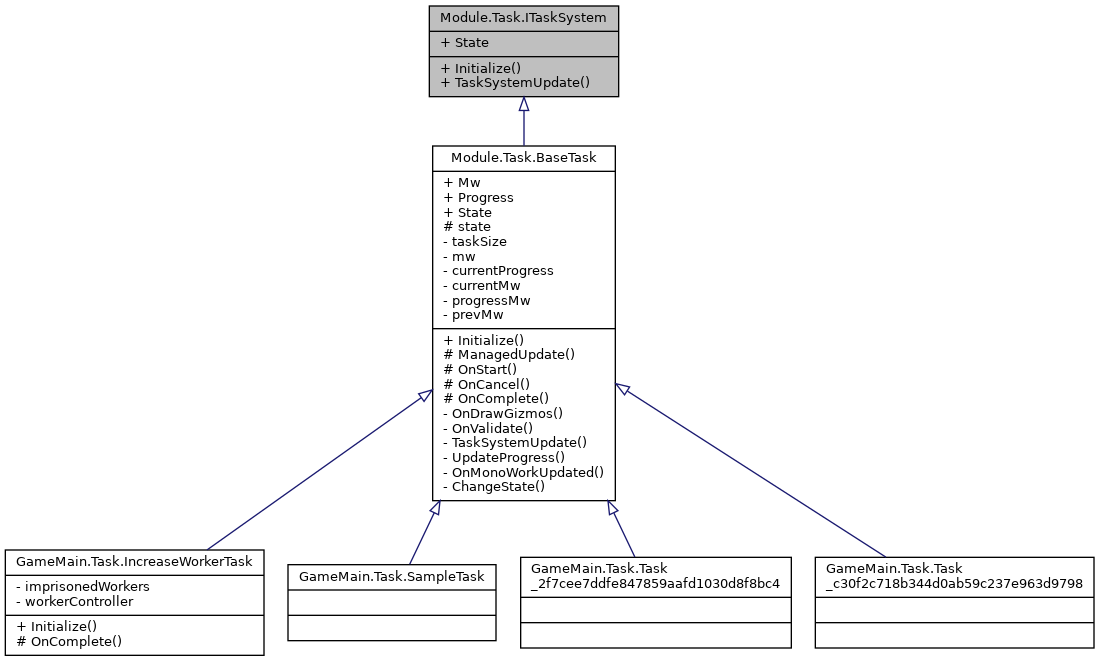 Module.Task.ITaskSystem
+ State
+ Initialize()
+ TaskSystemUpdate()
Module.Task.BaseTask
+ Mw
+ Progress
+ State
# state
- taskSize
- mw
- currentProgress
- currentMw
- progressMw
- prevMw
+ Initialize()
# ManagedUpdate()
# OnStart()
# OnCancel()
# OnComplete()
- OnDrawGizmos()
- OnValidate()
- TaskSystemUpdate()
- UpdateProgress()
- OnMonoWorkUpdated()
- ChangeState()
GameMain.Task.IncreaseWorkerTask
- imprisonedWorkers
- workerController
+ Initialize()
# OnComplete()
GameMain.Task.SampleTask
GameMain.Task.Task
_2f7cee7ddfe847859aafd1030d8f8bc4
GameMain.Task.Task
_c30f2c718b344d0ab59c237e963d9798